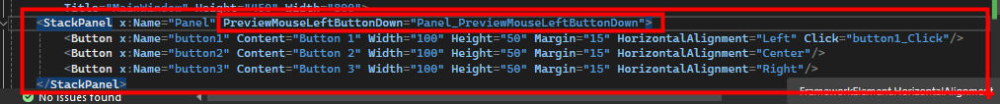 Title="MainWindow" Height="450" Width="800">
<StackPanel x:Name="Panel" PreviewMouseLeftButtonDown="Panel_PreviewMouseLeftButtonDown">
<Button x:Name="button1" Content="Button 1" Width="100" Height="50" Margin="15" HorizontalAlignment="Left" Click="button1_Click"/>
<Button x:Name="button2" Content="Button 2" Width="100" Height="50" Margin="15" HorizontalAlignment="Center"/>
<Button x:Name="button3" Content="Button 3" Width="100" Height="50" Margin="15" HorizontalAlignment="Right"/>
</StackPanel>
FrameworkElement.HorizontalAlignment
No issues found